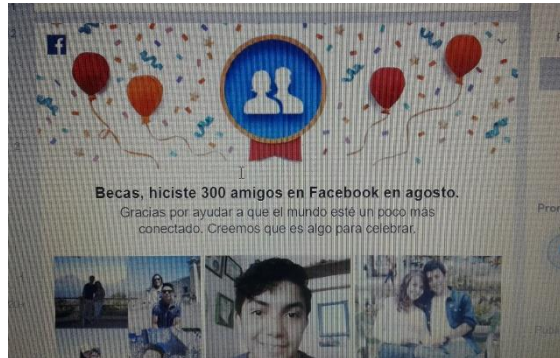 f
Becas, hiciste 300 amigos en Facebook en agosto.
Gracias por ayudar a que el mundo esté un poco más
conectado. Creemos que es algo para celebrar.